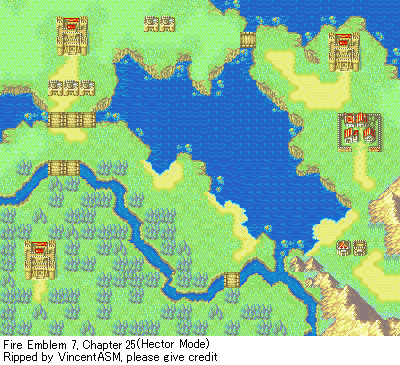 Fire Emblem 7, Chapter 25(Hector Mode)
Ripped by VincentASM, please give credit